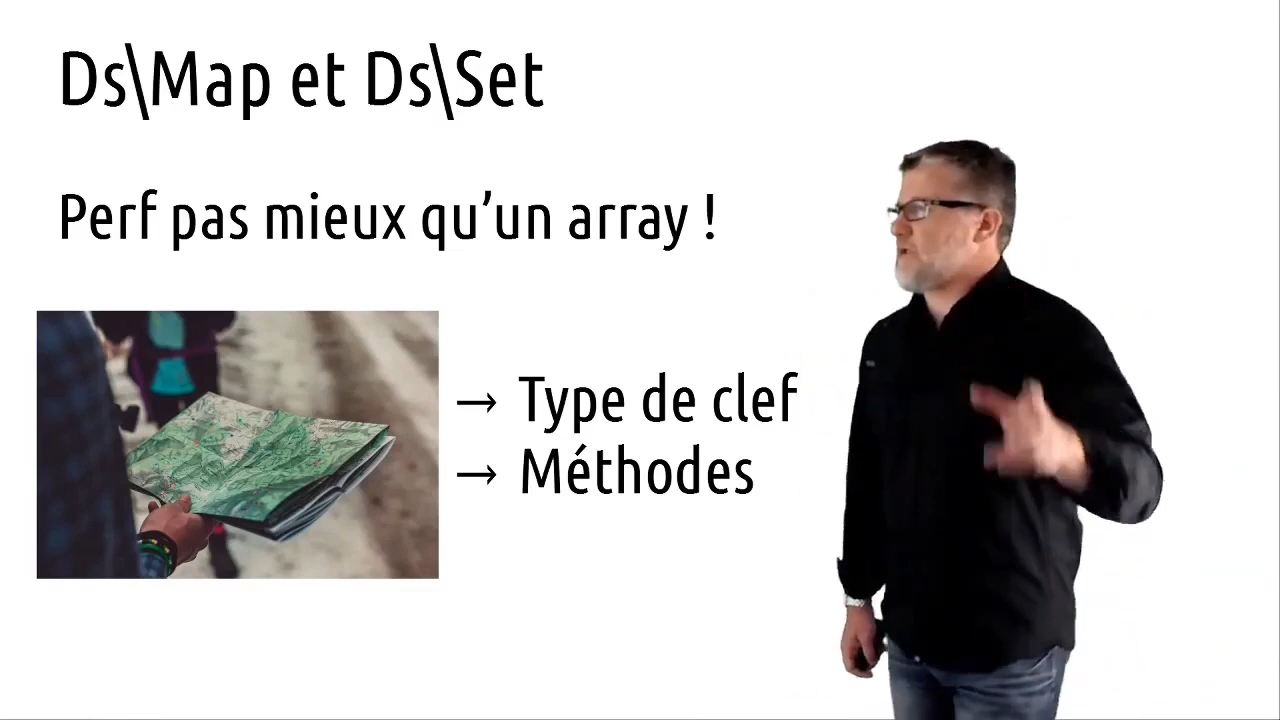 Ds\Map et Ds\Set
Perf pas mieux qu’un array !
→ Type de clef
→ Méthodes